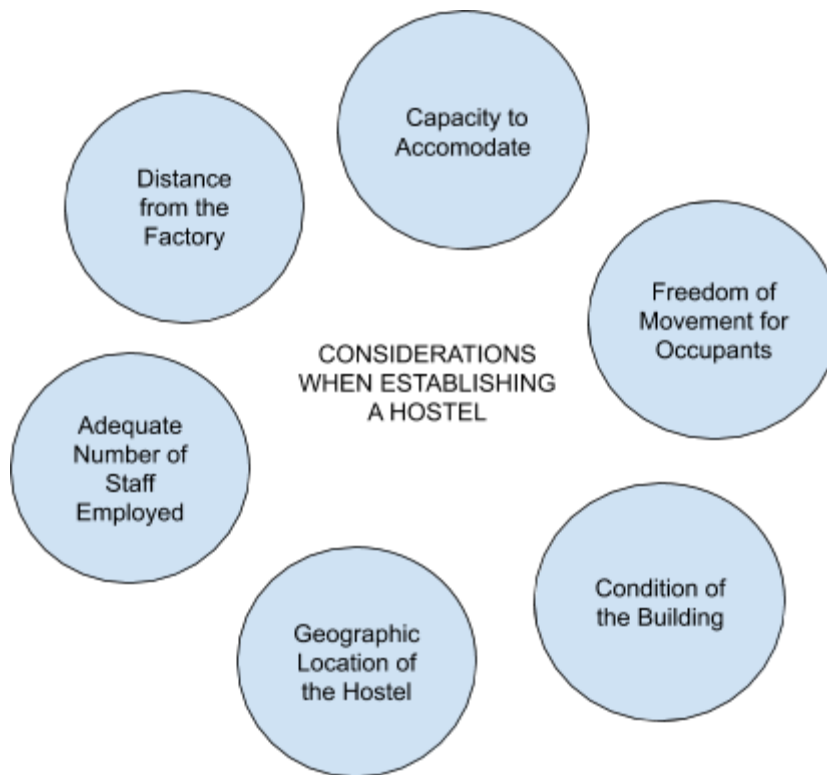 Capacity to
Accomodate
Distance
from the
Factory
Freedom of
Movement for
Occupants
CONSIDERATIONS
WHEN ESTABLISHING
A HOSTEL
Adequate
Number of
Staff
Employed
Condition of
the Building
Geographic
Location of
the Hostel